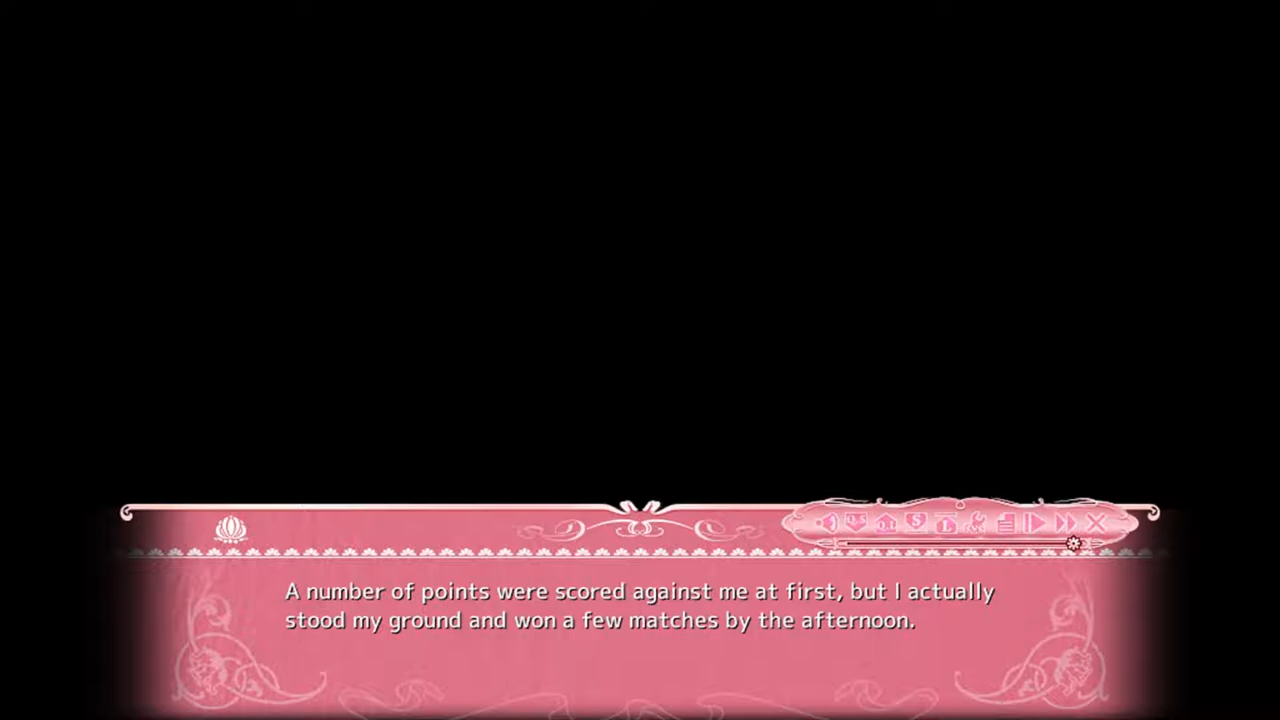 Q.S Q.L S L
A number of points were scored against me at first, but I actually
stood my ground and won a few matches by the afternoon.